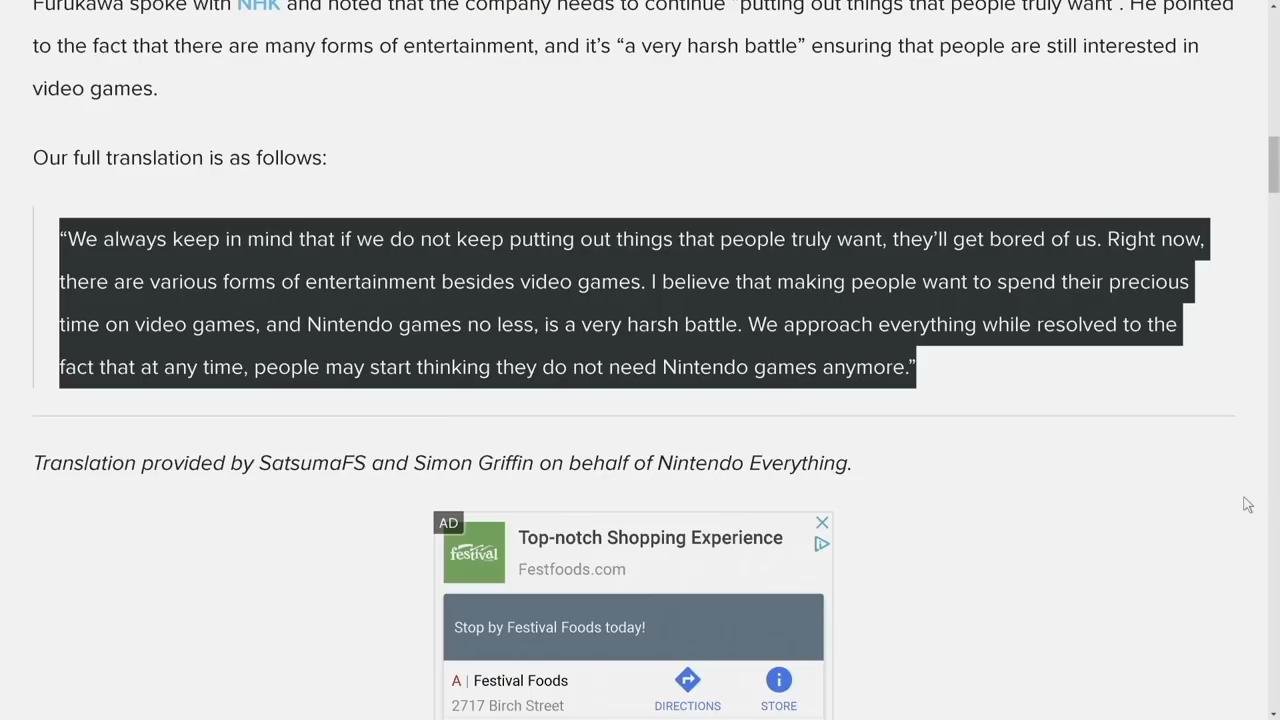 Furukawa spoke with NHK and noted that the company needs to continue “putting out things that people truly want”. He pointed
to the fact that there are many forms of entertainment, and it’s “a very harsh battle” ensuring that people are still interested in
video games.
Our full translation is as follows:
“We always keep in mind that if we do not keep putting out things that people truly want, they’ll get bored of us. Right now,
there are various forms of entertainment besides video games. I believe that making people want to spend their precious
time on video games, and Nintendo games no less, is a very harsh battle. We approach everything while resolved to the
fact that at any time, people may start thinking they do not need Nintendo games anymore.”
Translation provided by SatsumaFS and Simon Griffin on behalf of Nintendo Everything.
AD
festival
Top-notch Shopping Experience
Festfoods.com
Stop by Festival Foods today!
A | Festival Foods
2717 Birch Street
DIRECTIONS
STORE